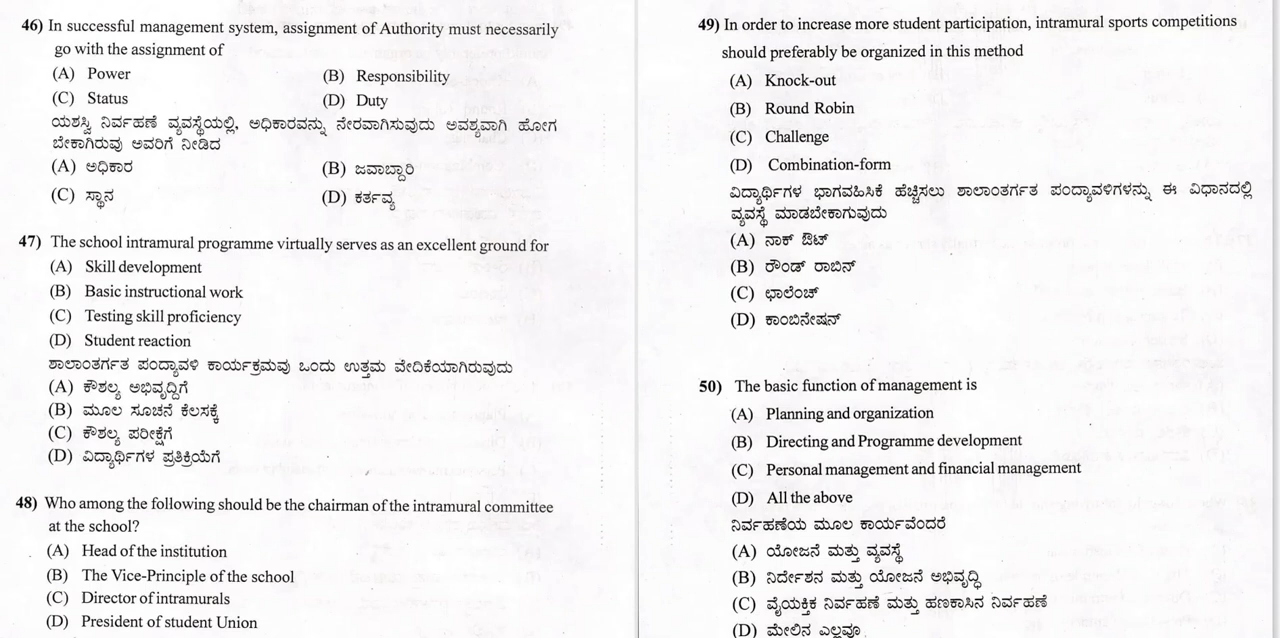 46) In successful management system, assignment of Authority must necessarily
go with the assignment of
(A) Power (B) Responsibility
(C) Status (D) Duty
ಯಶಸ್ವಿ ನಿರ್ವಹಣೆ ವ್ಯವಸ್ಥೆಯಲ್ಲಿ, ಅಧಿಕಾರವನ್ನು ನೇರವಾಗಿಸುವುದು ಅವಶ್ಯವಾಗಿ ಹೋಗ
ಬೇಕಾಗಿರುವು ಅವರಿಗೆ ನೀಡಿದ
(A) ಅಧಿಕಾರ (B) ಜವಾಬ್ದಾರಿ
(C) ಸ್ಥಾನ (D) ಕರ್ತವ್ಯ
47) The school intramural programme virtually serves as an excellent ground for
(A) Skill development
(B) Basic instructional work
(C) Testing skill proficiency
(D) Student reaction
ಶಾಲಾಂತರ್ಗತ ಪಂದ್ಯಾವಳಿ ಕಾರ್ಯಕ್ರಮವು ಒಂದು ಉತ್ತಮ ವೇದಿಕೆಯಾಗಿರುವುದು
(A) ಕೌಶಲ್ಯ ಅಭಿವೃದ್ಧಿಗೆ
(B) ಮೂಲ ಸೂಚನೆ ಕೆಲಸಕ್ಕೆ
(C) ಕೌಶಲ್ಯ ಪರೀಕ್ಷೆಗೆ
(D) ವಿದ್ಯಾರ್ಥಿಗಳ ಪ್ರತಿಕ್ರಿಯೆಗೆ
48) Who among the following should be the chairman of the intramural committee
at the school?
(A) Head of the institution
(B) The Vice-Principle of the school
(C) Director of intramurals
(D) President of student Union
49) In order to increase more student participation, intramural sports competitions
should preferably be organized in this method
(A) Knock-out
(B) Round Robin
(C) Challenge
(D) Combination-form
ವಿದ್ಯಾರ್ಥಿಗಳ ಭಾಗವಹಿಸಿಕೆ ಹೆಚ್ಚಿಸಲು ಶಾಲಾಂತರ್ಗತ ಪಂದ್ಯಾವಳಿಗಳನ್ನು ಈ ವಿಧಾನದಲ್ಲಿ
ವ್ಯವಸ್ಥೆ ಮಾಡಬೇಕಾಗುವುದು
(A) ನಾಕ್ ಔಟ್
(B) ರೌಂಡ್ ರಾಬಿನ್
(C) ಛಾಲೆಂಚ್
(D) ಕಾಂಬಿನೇಷನ್
50) The basic function of management is
(A) Planning and organization
(B) Directing and Programme development
(C) Personal management and financial management
(D) All the above
ನಿರ್ವಹಣೆಯ ಮೂಲ ಕಾರ್ಯವೆಂದರೆ
(A) ಯೋಜನೆ ಮತ್ತು ವ್ಯವಸ್ಥೆ
(B) ನಿರ್ದೇಶನ ಮತ್ತು ಯೋಜನೆ ಅಭಿವೃದ್ಧಿ
(C) ವೈಯಕ್ತಿಕ ನಿರ್ವಹಣೆ ಮತ್ತು ಹಣಕಾಸಿನ ನಿರ್ವಹಣೆ
(D) ಮೇಲಿನ ಎಲ್ಲವೂ